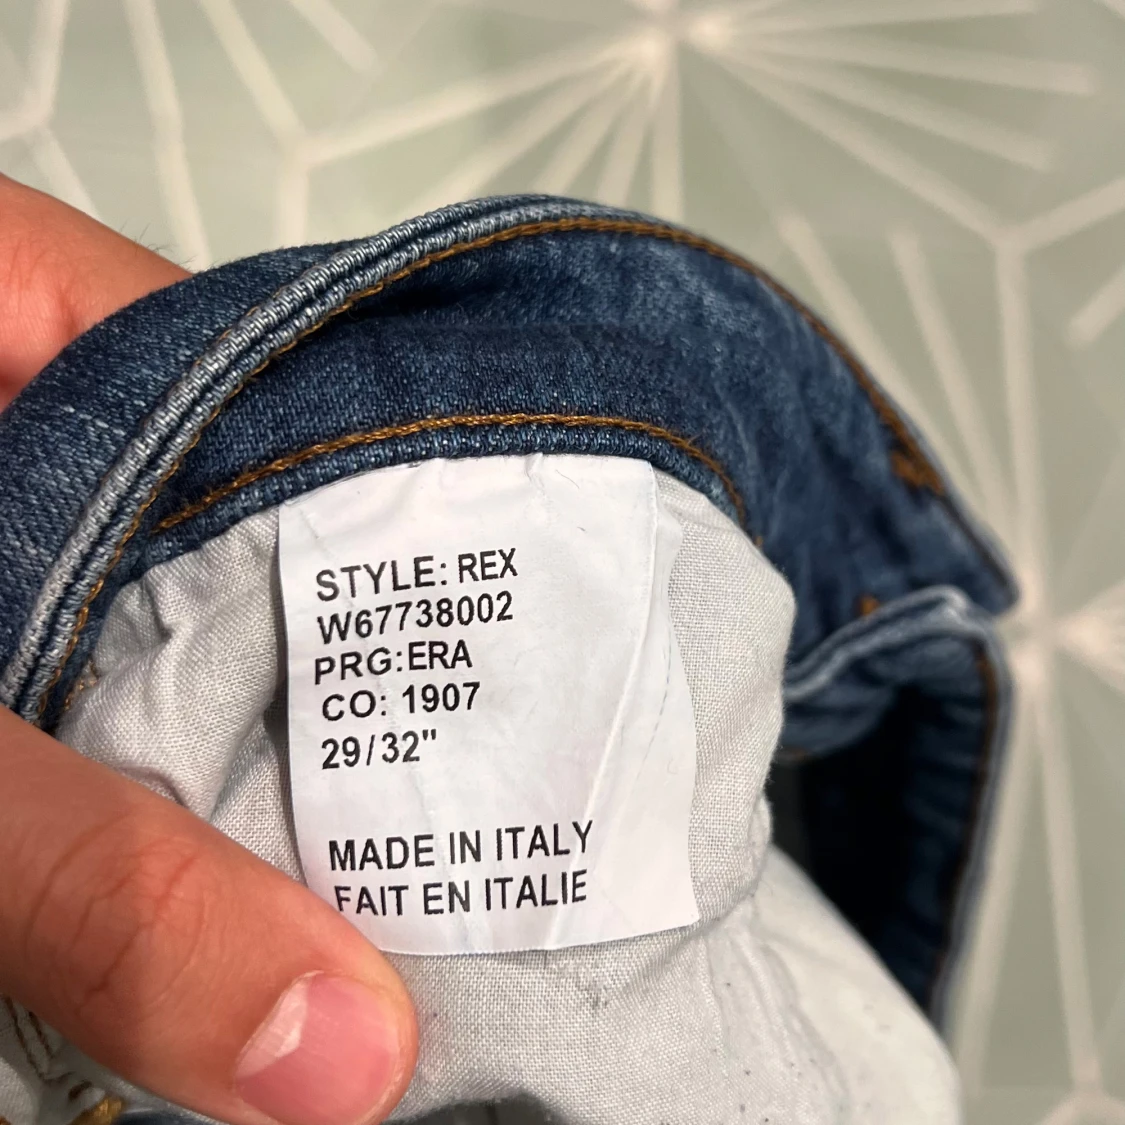 STYLE: REX
W67738002
PRG:ERA
CO: 1907
29/32"
MADE IN ITALY
FAIT EN ITALIE